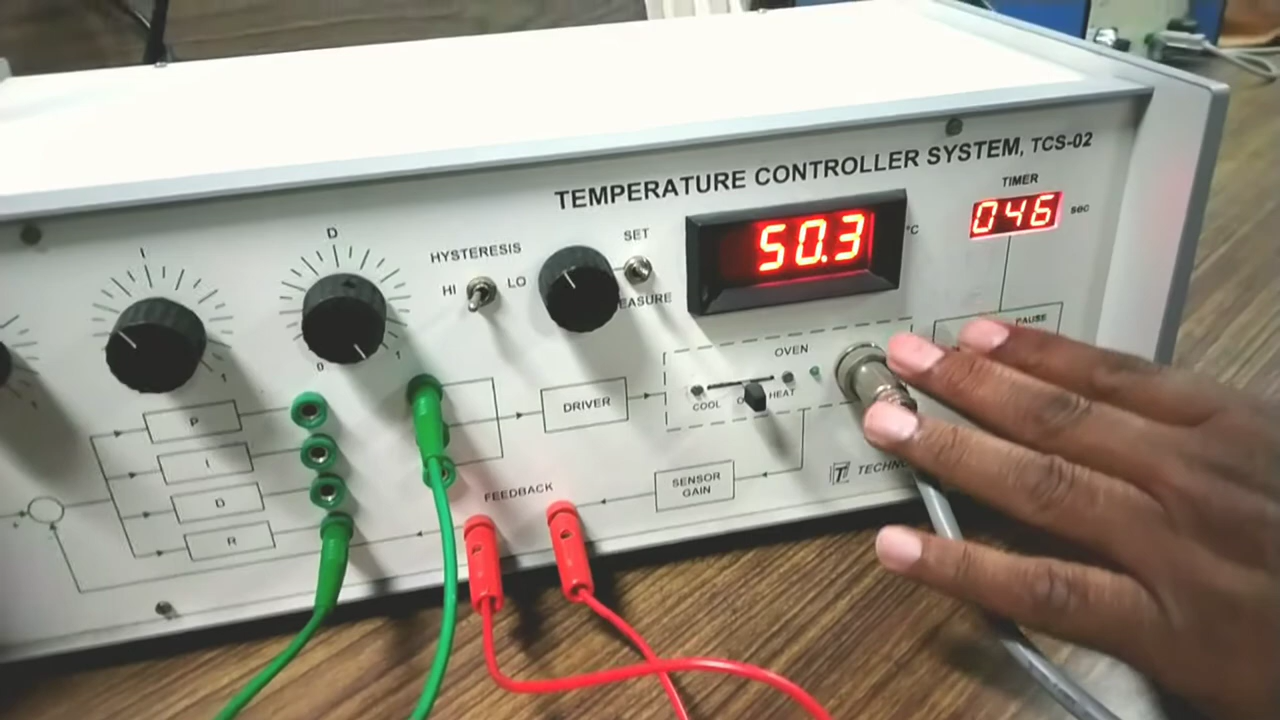 TEMPERATURE CONTROLLER SYSTEM, TCS-02
TIMER
046 sec
50.3 °C
I
D
HYSTERESIS
HI LO
SET
EASURE
0 1
1
PAUSE
OVEN
COOL O HEAT
DRIVER
P
I
D
R
SENSOR
GAIN
FEEDBACK
TECHNO
+